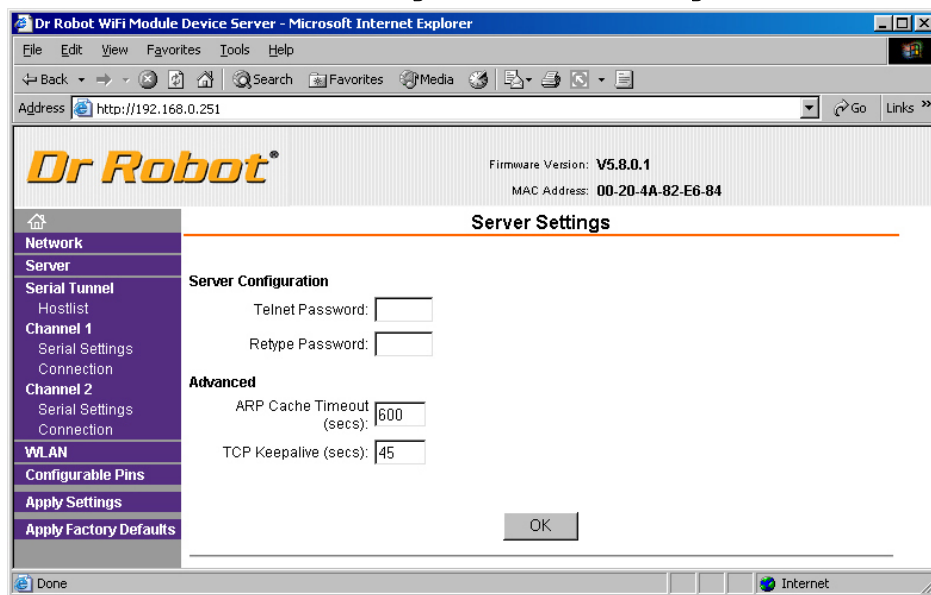 Dr Robot WiFi Module Device Server - Microsoft Internet Explorer
File Edit View Favorites Tools Help
Back Search Favorites Media
Address http://192.168.0.251 Go Links »
Dr Robot®
Firmware Version: V5.8.0.1
MAC Address: 00-20-4A-82-E6-84
Server Settings
Network
Server
Serial Tunnel
Hostlist
Channel 1
Serial Settings
Connection
Channel 2
Serial Settings
Connection
WLAN
Configurable Pins
Apply Settings
Apply Factory Defaults
Server Configuration
Telnet Password:
Retype Password:
Advanced
ARP Cache Timeout
(secs): 600
TCP Keepalive (secs): 45
OK
Done Internet